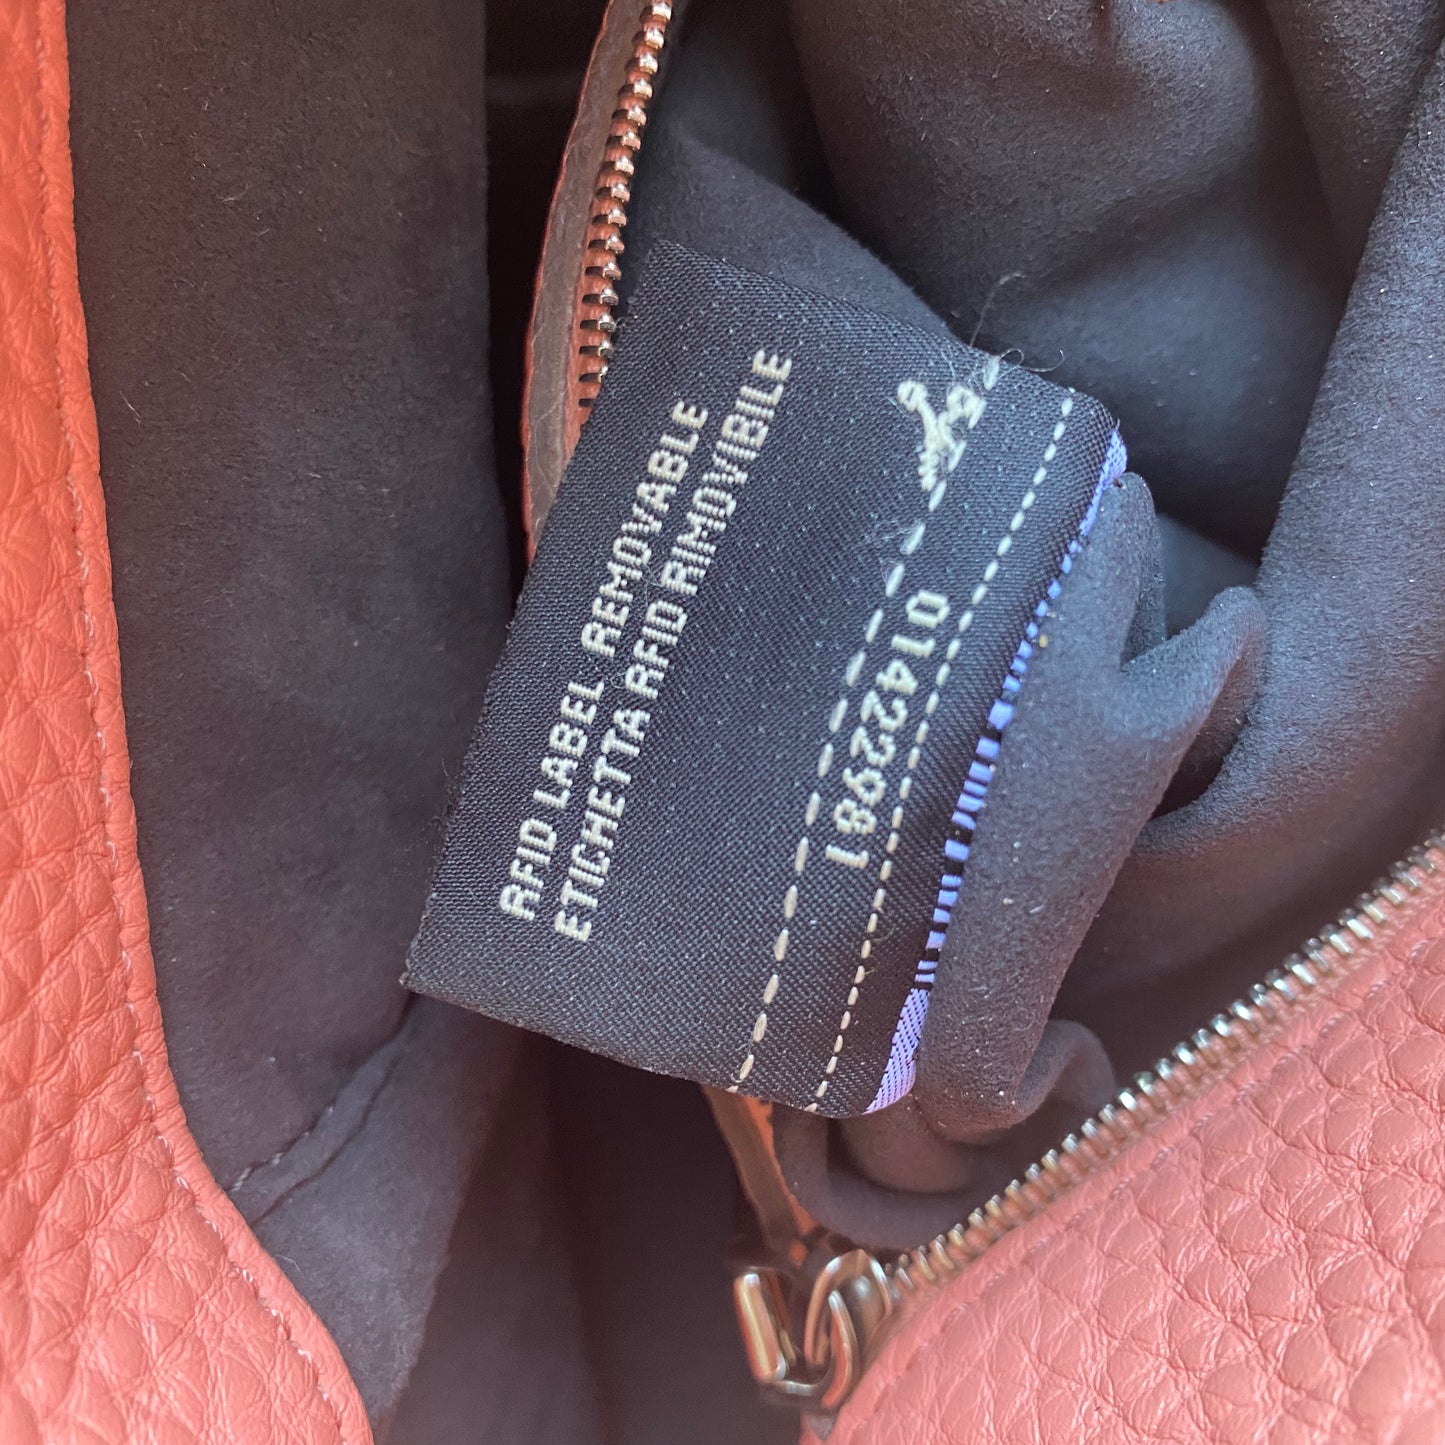 RFID LABEL REMOVABLE
ETICHETTA RFID RIMOVIBILE
01422981